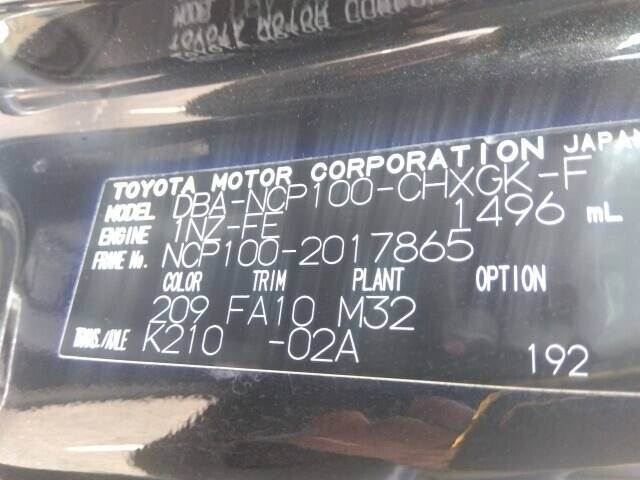 TOYOTA MOTOR CORPORATION JAPAN
MODEL DBA-NCP100-CHXGK-F
ENGINE 1NZ-FE 1496 mL
FRAME No. NCP100-2017865
COLOR TRIM PLANT OPTION
209 FA10 M32
TRANS./AXLE K210 -02A
192